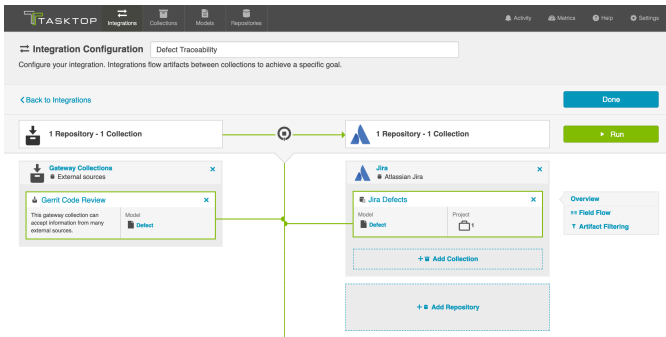 TASKTOP
Integrations
Collections
Models
Repositories
Activity
Metrics
Help
Settings
Integration Configuration
Defect Traceability
Configure your integration. Integrations flow artifacts between collections to achieve a specific goal.
Back to Integrations
Done
1 Repository - 1 Collection
1 Repository - 1 Collection
Run
Gateway Collections
External sources
Gerrit Code Review
This gateway collection can
accept information from many
external sources.
Model
Defect
Jira
Atlassian Jira
Jira Defects
Model
Defect
Project
1
+ Add Collection
+ Add Repository
Overview
Field Flow
Artifact Filtering